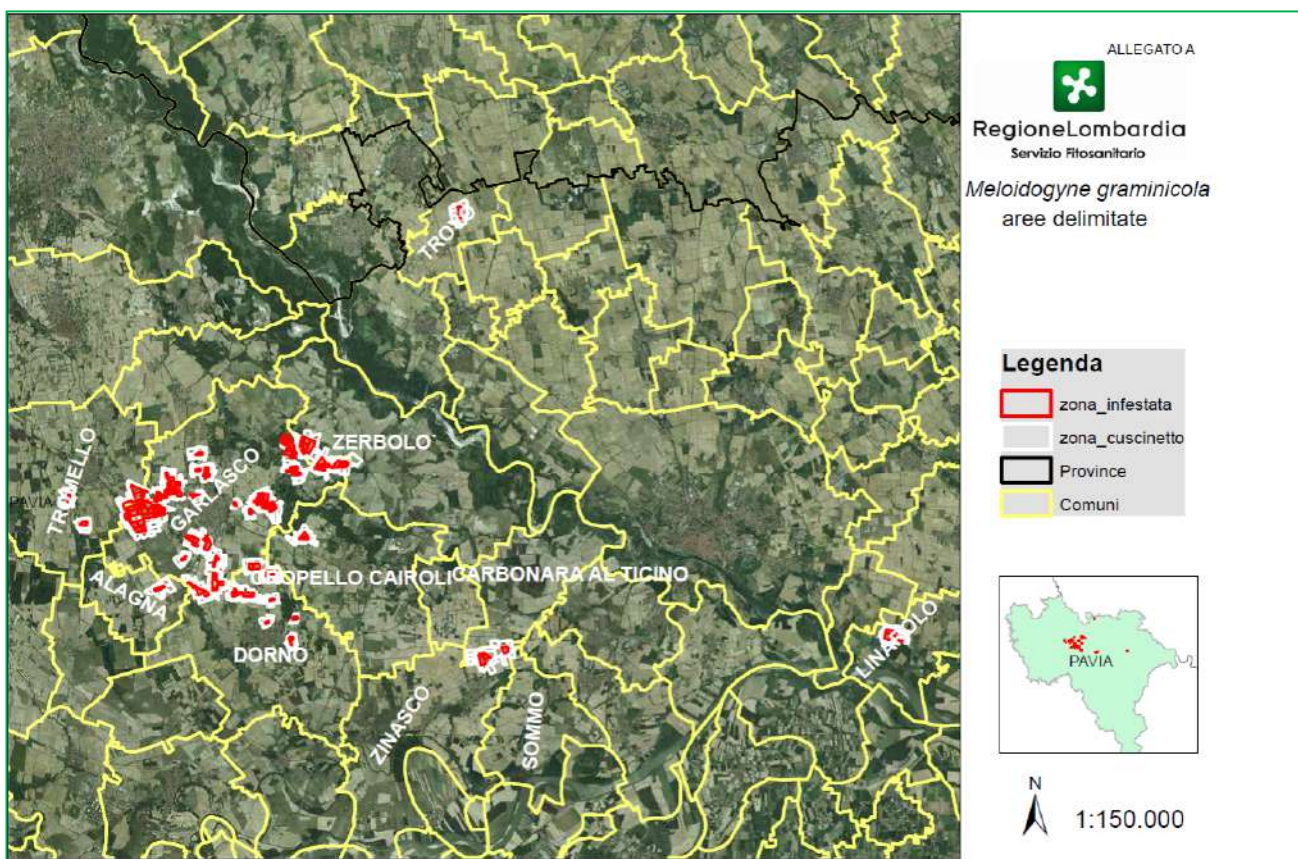 ALLEGATO A
RegioneLombardia
Servizio Fitosanitario
Meloidogyne graminicola
aree delimitate
Legenda
zona_infestata
zona_cuscinetto
Province
Comuni
PAVIA
N
1:150.000
TROVO
ZERBOLO'
TROMELLO
PAVIA
GARLASCO
ALAGNA
GROPELLO CAIROLI
CARBONARA AL TICINO
DORNO
ZINASCO
SOMMO
LINAROLO